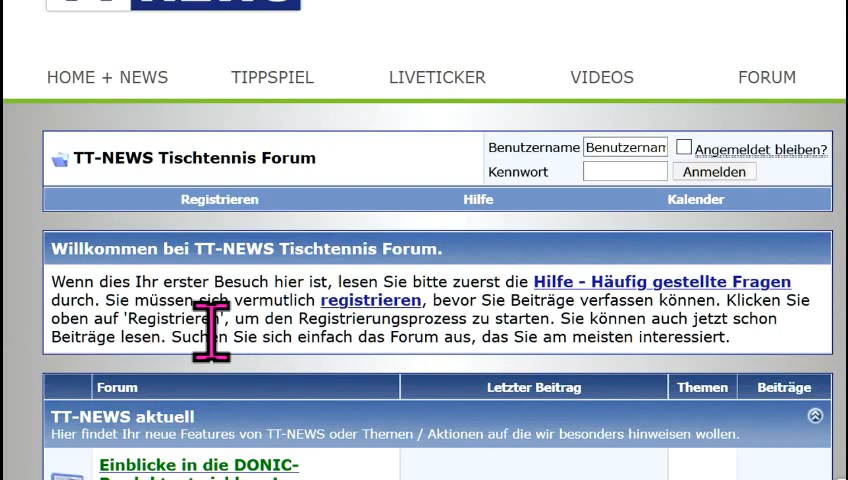 TT-NEWS
HOME + NEWS TIPPSPIEL LIVETICKER VIDEOS FORUM
TT-NEWS Tischtennis Forum
Benutzername Benutzernam Angemeldet bleiben?
Kennwort Anmelden
Registrieren Hilfe Kalender
Willkommen bei TT-NEWS Tischtennis Forum.
Wenn dies Ihr erster Besuch hier ist, lesen Sie bitte zuerst die Hilfe - Häufig gestellte Fragen
durch. Sie müssen sich vermutlich registrieren, bevor Sie Beiträge verfassen können. Klicken Sie
oben auf 'Registrieren', um den Registrierungsprozess zu starten. Sie können auch jetzt schon
Beiträge lesen. Suchen Sie sich einfach das Forum aus, das Sie am meisten interessiert.
Forum Letzter Beitrag Themen Beiträge
TT-NEWS aktuell
Hier findet Ihr neue Features von TT-NEWS oder Themen / Aktionen auf die wir besonders hinweisen wollen.
Einblicke in die DONIC-